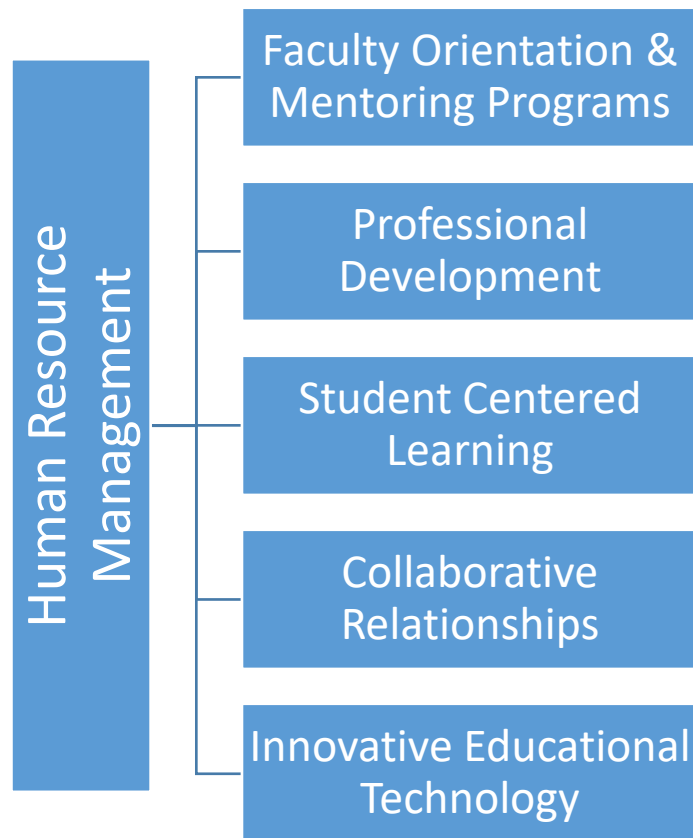 Human Resource
Management
Faculty Orientation &
Mentoring Programs
Professional
Development
Student Centered
Learning
Collaborative
Relationships
Innovative Educational
Technology